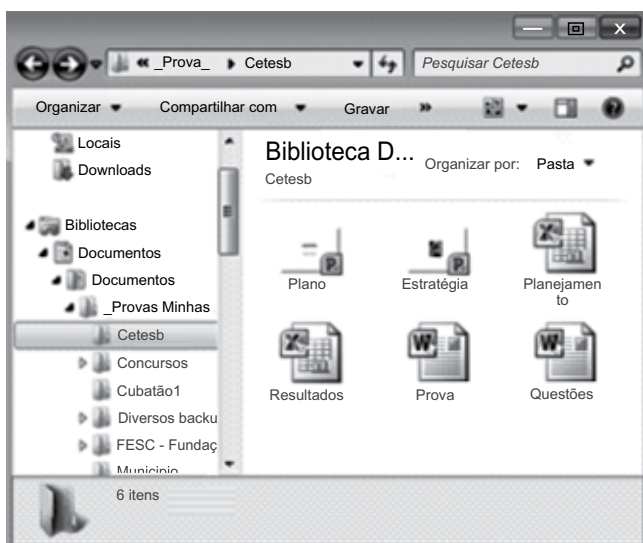 « _Prova_ Cetesb Pesquisar Cetesb
Organizar Compartilhar com Gravar »
Locais
Downloads
Bibliotecas
Documentos
Documentos
_Provas Minhas
Cetesb
Concursos
Cubatão1
Diversos backu
FESC - Fundaç
Municipio
Biblioteca D...
Cetesb
Organizar por: Pasta
Plano Estratégia Planejamen
to
Resultados Prova Questões
6 itens